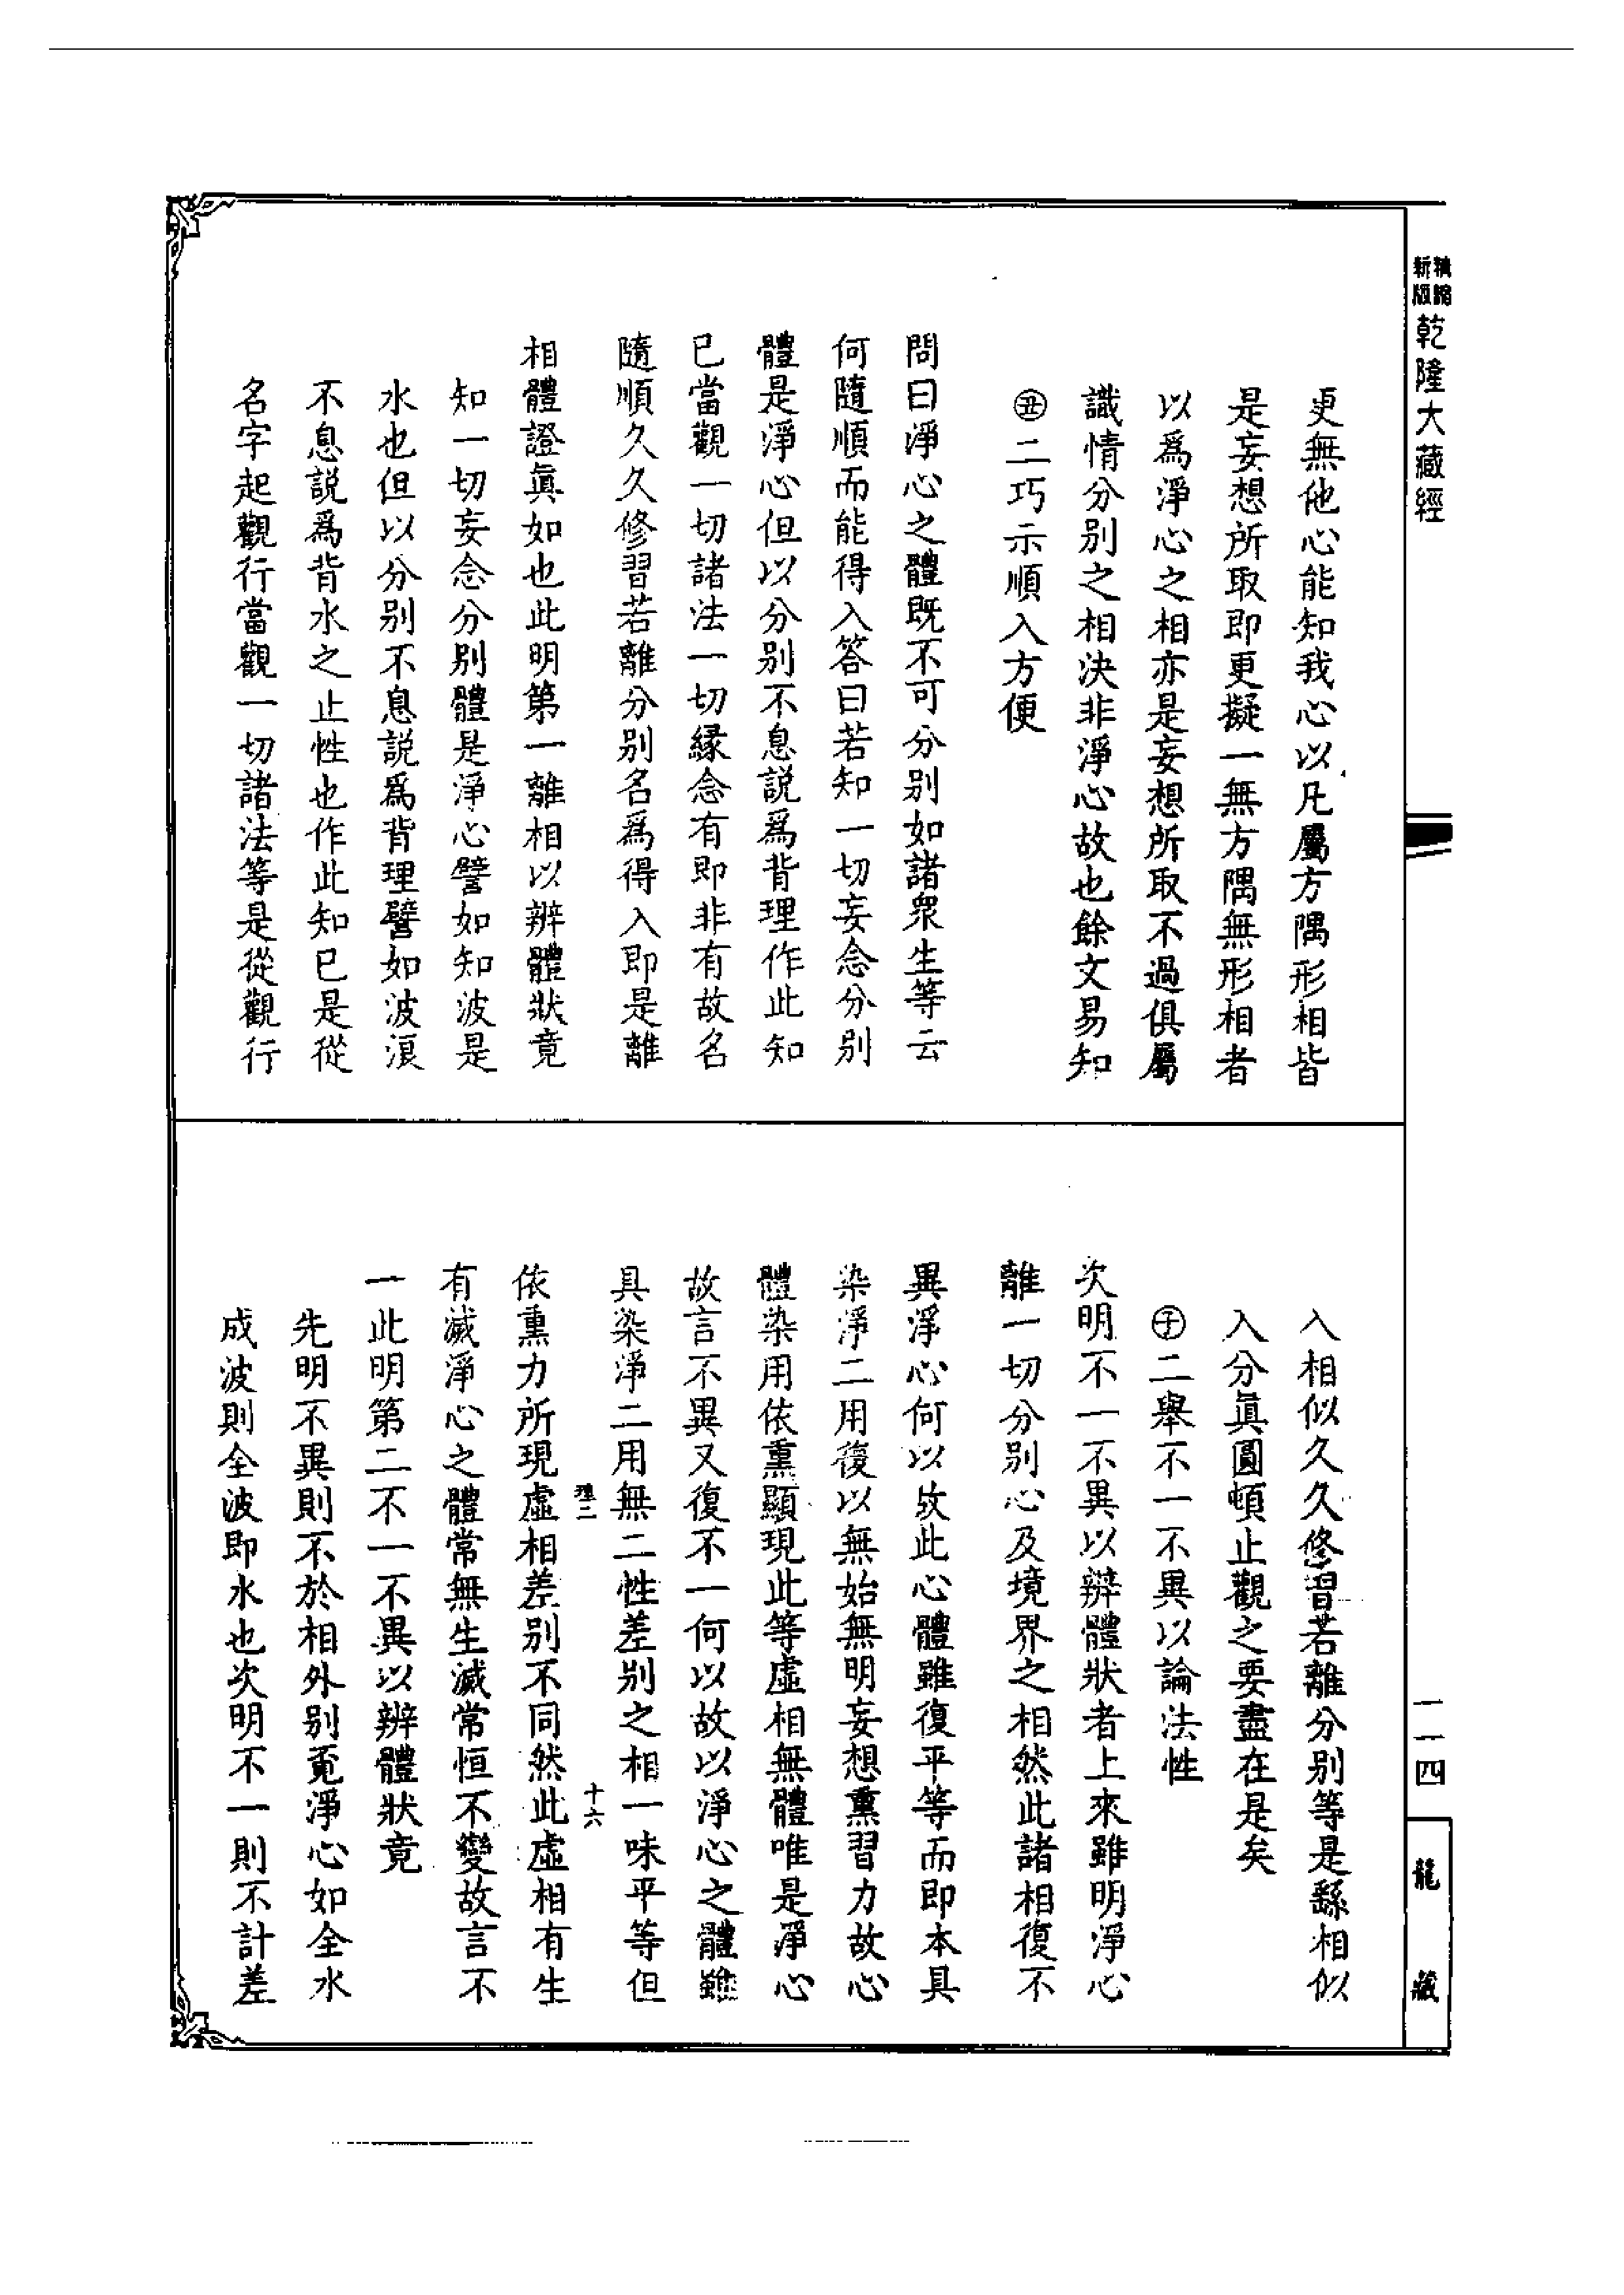 精縮
新版
乾隆大藏經
更無他心能知我心以凡屬方隅形相皆
是妄想所取即更擬一無方隅無形相者
以爲淨心之相亦是妄想所取不過俱屬
識情分別之相決非淨心故也餘文易知
㊄二巧示順入方便
問曰淨心之體既不可分別如諸衆生等云
何隨順而能得入答曰若知一切妄念分別
體是淨心但以分別不息説爲背理作此知
已當觀一切諸法一切緣念有即非有故名
隨順久久修習若離分別名爲得入即是離
相體證眞如也此明第一離相以辨體狀竟
知一切妄念分別體是淨心譬如知波是
水也但以分別不息説爲背理譬如波浪
不息説爲背水之止性也作此知已是從
名字起觀行當觀一切諸法等是從觀行
入相似久久修習若離分別等是繇相似
入分眞圓頓止觀之要盡在是矣
子二舉不一不異以論法性
次明不一不異以辨體狀者上來雖明淨心
離一切分別心及境界之相然此諸相復不
異淨心何以故此心體雖復平等而即本具
染淨二用復以無始無明妄想熏習力故心
體染用依熏顯現此等虛相無體唯是淨心
故言不異又復不一何以故以淨心之體雖
具染淨二用無二性差別之相一味平等但
十六
依熏力所現虛相差別不同然此虛相有生
有滅淨心之體常無生滅常恒不變故言不
一此明第二不一不異以辨體狀竟
先明不異則不於相外別覓淨心如全水
成波則全波即水也次明不一則不計差
一一四
龍藏